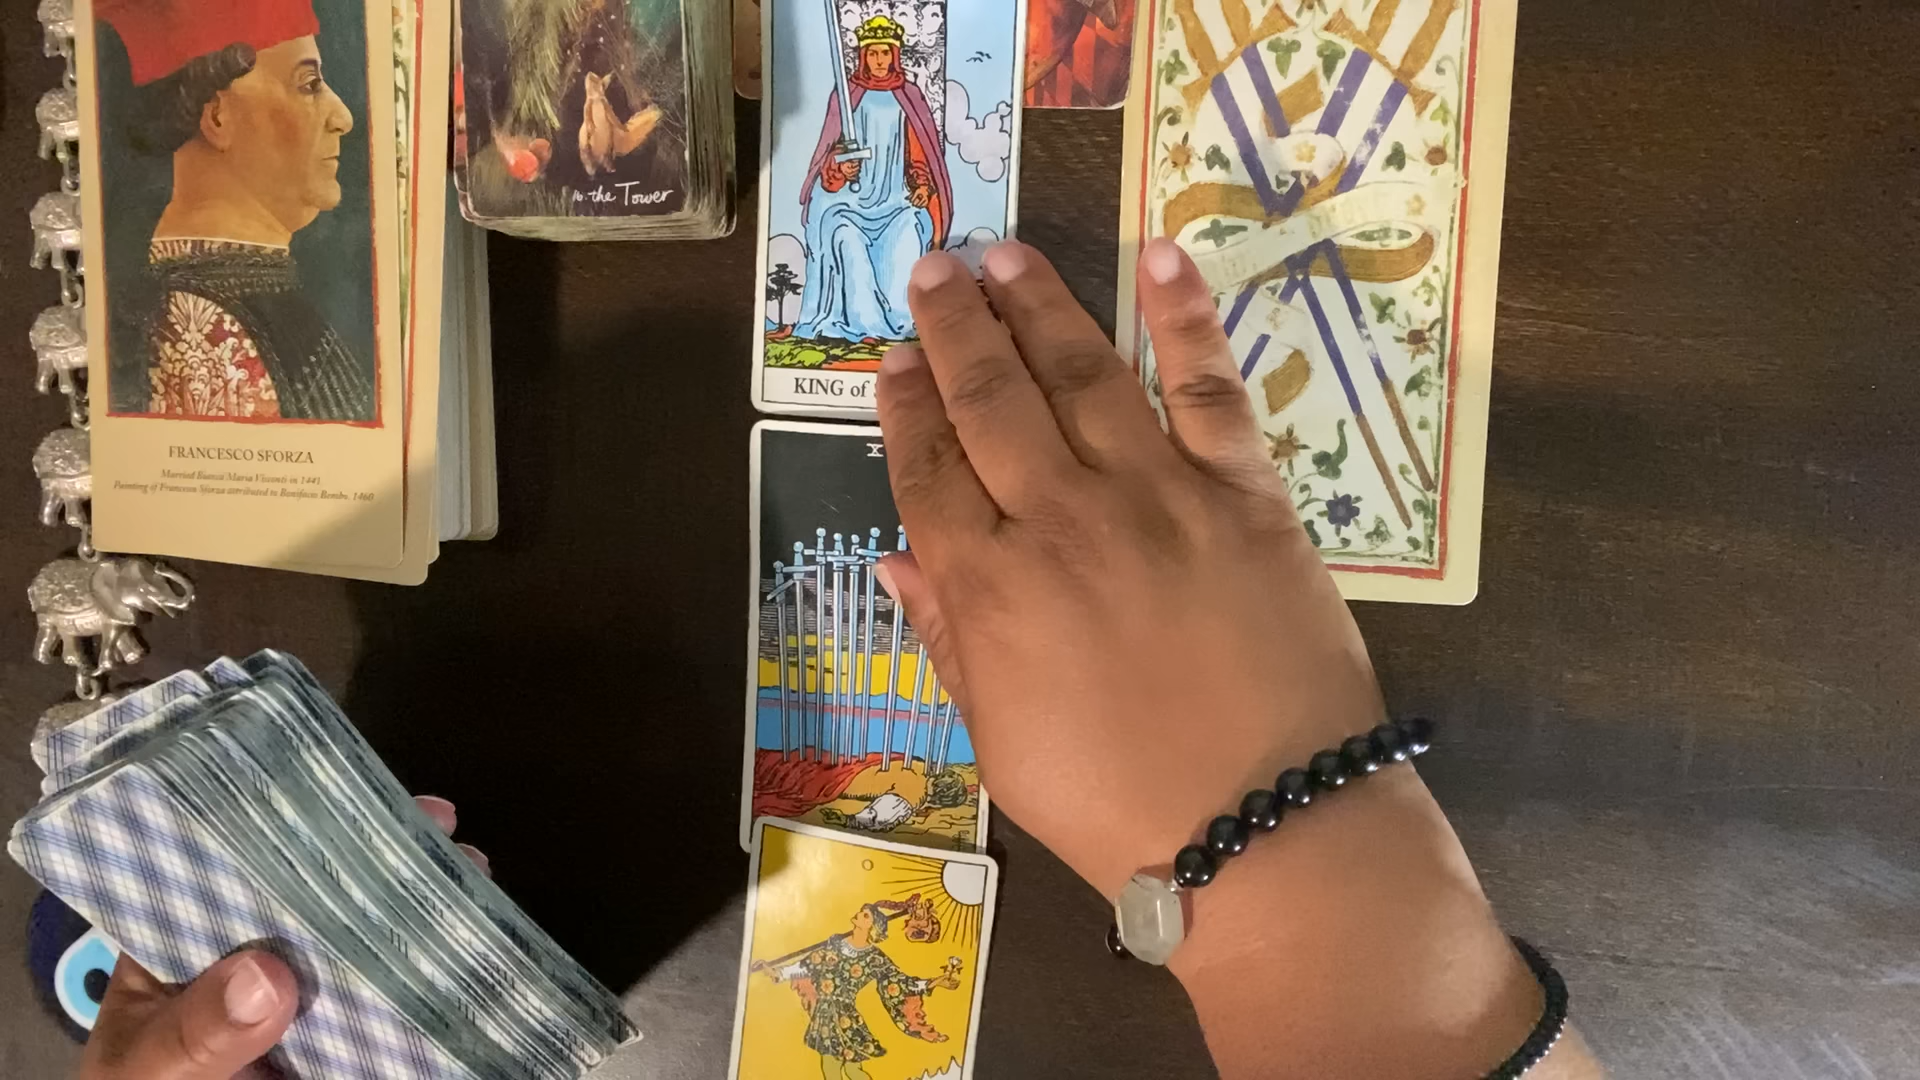 FRANCESCO SFORZA
Married Bianca Maria Visconti in 1441
Painting of Francesco Sforza attributed to Bonifacio Bembo, 1460
16. the Tower
KING of
X
0